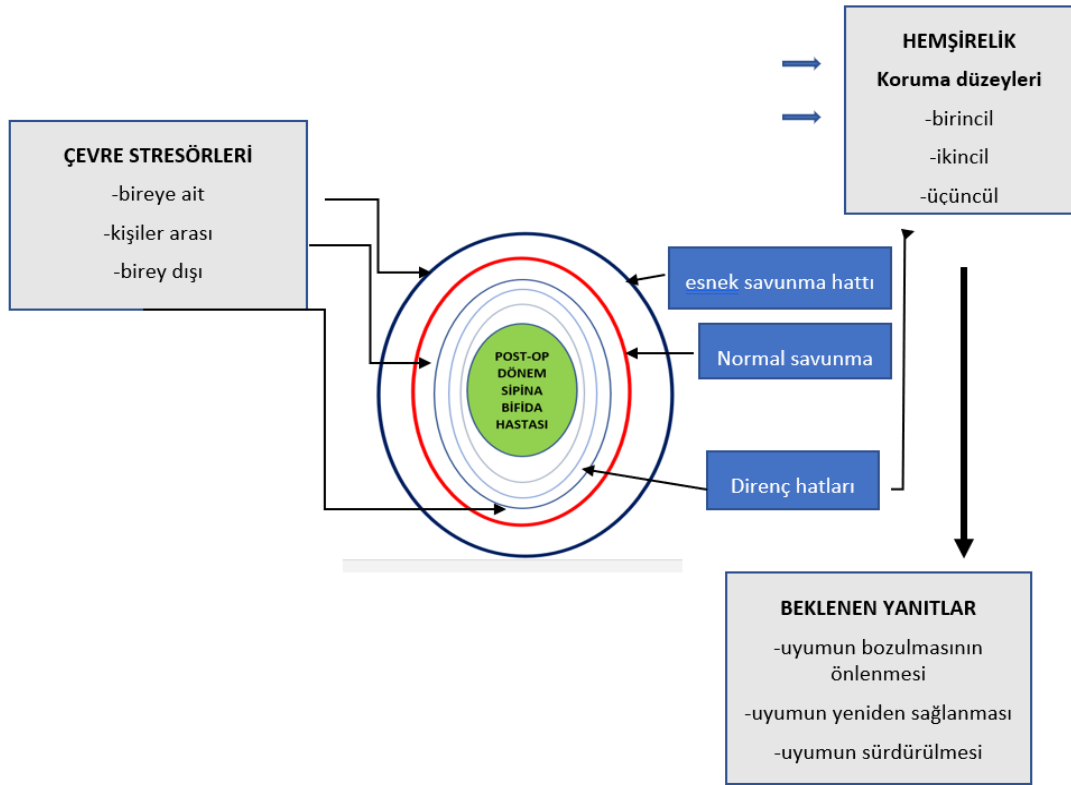 HEMŞİRELİK
Koruma düzeyleri
-birincil
-ikincil
-üçüncül
ÇEVRE STRESÖRLERİ
-bireye ait
-kişiler arası
-birey dışı
esnek savunma hattı
Normal savunma
POST-OP
DÖNEM
SİPİNA
BİFİDA
HASTASI
Direnç hatları
BEKLENEN YANITLAR
-uyumun bozulmasının
önlenmesi
-uyumun yeniden sağlanması
-uyumun sürdürülmesi